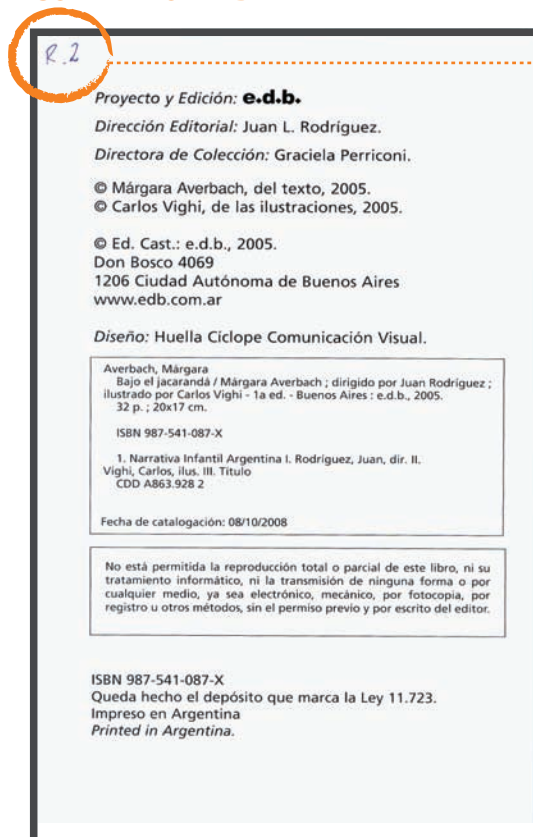 R.2
Proyecto y Edición: e.d.b.
Dirección Editorial: Juan L. Rodríguez.
Directora de Colección: Graciela Perriconi.
© Márgara Averbach, del texto, 2005.
© Carlos Vighi, de las ilustraciones, 2005.
© Ed. Cast.: e.d.b., 2005.
Don Bosco 4069
1206 Ciudad Autónoma de Buenos Aires
www.edb.com.ar
Diseño: Huella Cíclope Comunicación Visual.
Averbach, Márgara
Bajo el jacarandá / Márgara Averbach ; dirigido por Juan Rodríguez ;
ilustrado por Carlos Vighi - 1a ed. - Buenos Aires : e.d.b., 2005.
32 p. ; 20x17 cm.
ISBN 987-541-087-X
1. Narrativa Infantil Argentina I. Rodríguez, Juan, dir. II.
Vighi, Carlos, ilus. III. Título
CDD A863.928 2
Fecha de catalogación: 08/10/2008
No está permitida la reproducción total o parcial de este libro, ni su
tratamiento informático, ni la transmisión de ninguna forma o por
cualquier medio, ya sea electrónico, mecánico, por fotocopia, por
registro u otros métodos, sin el permiso previo y por escrito del editor.
ISBN 987-541-087-X
Queda hecho el depósito que marca la Ley 11.723.
Impreso en Argentina
Printed in Argentina.